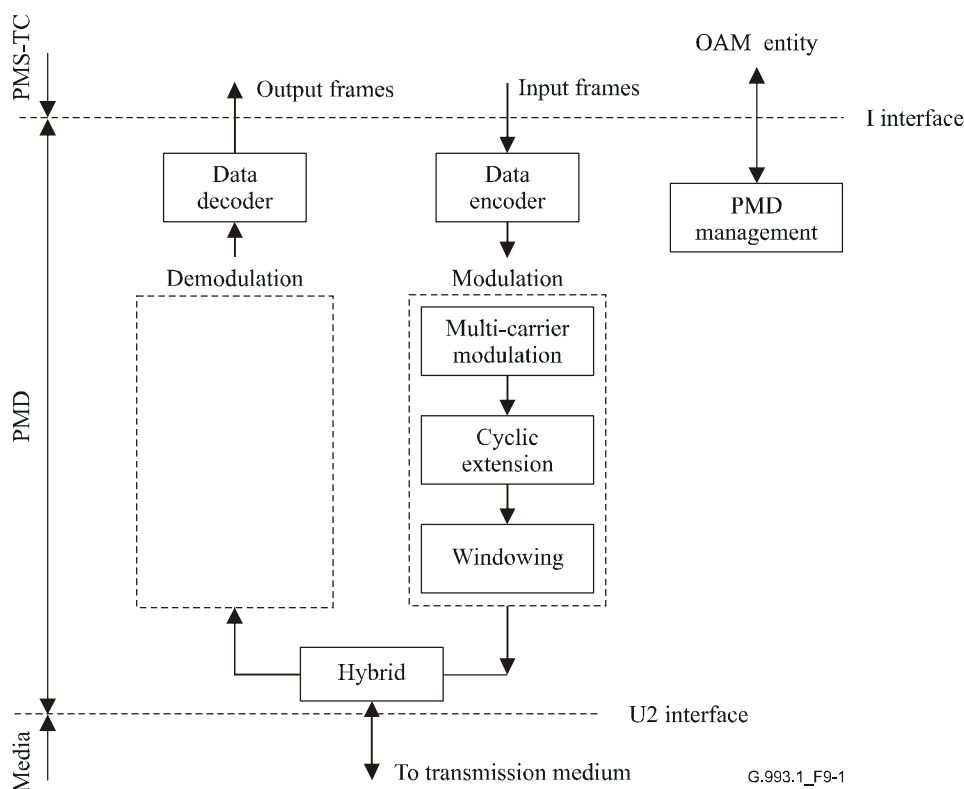 PMS-TC
OAM entity
Output frames
Input frames
I interface
Data
decoder
Data
encoder
PMD
management
Demodulation
Modulation
Multi-carrier
modulation
PMD
Cyclic
extension
Windowing
Hybrid
U2 interface
Media
To transmission medium
G.993.1_F9-1